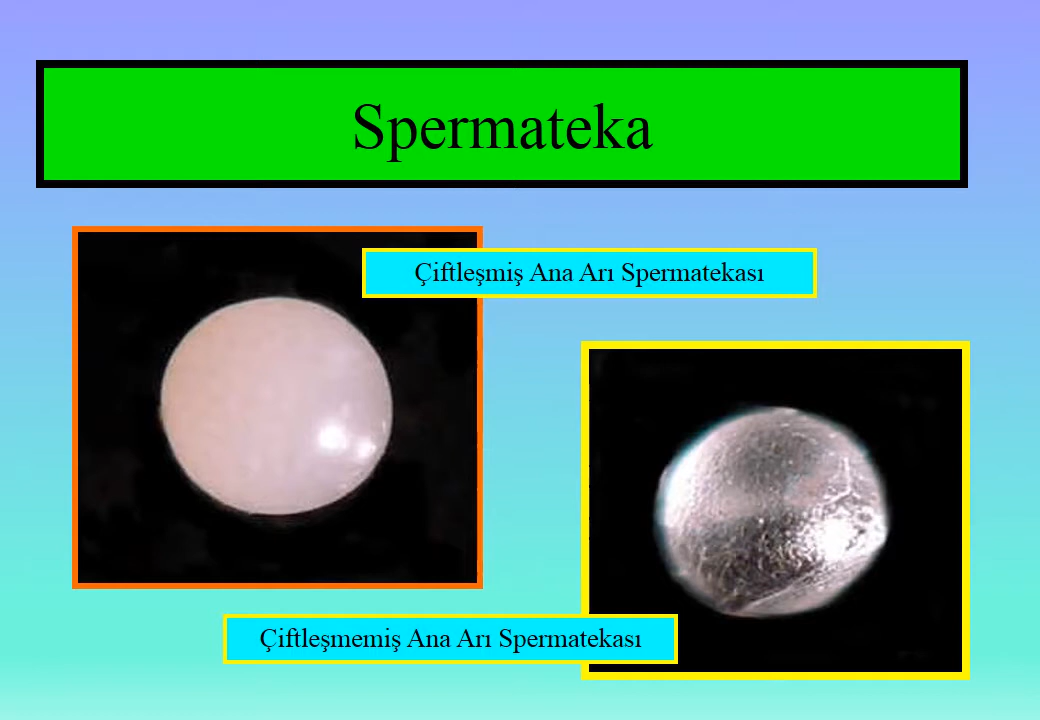 Spermateka
Çiftleşmiş Ana Arı Spermatekası
Çiftleşmemiş Ana Arı Spermatekası